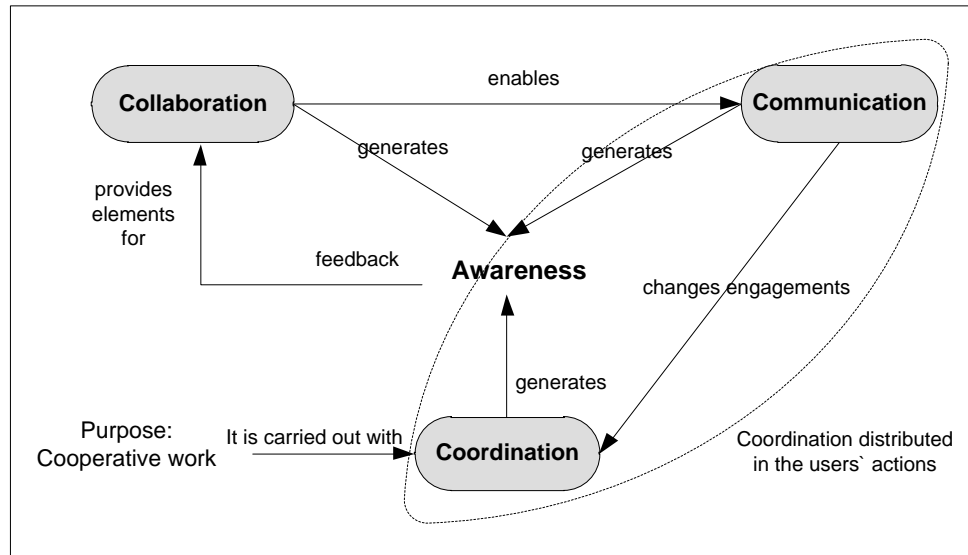 enables
Collaboration
Communication
generates
generates
provides
elements
for
feedback
Awareness
changes engagements
generates
Purpose:
Cooperative work
It is carried out with
Coordination
Coordination distributed
in the users` actions